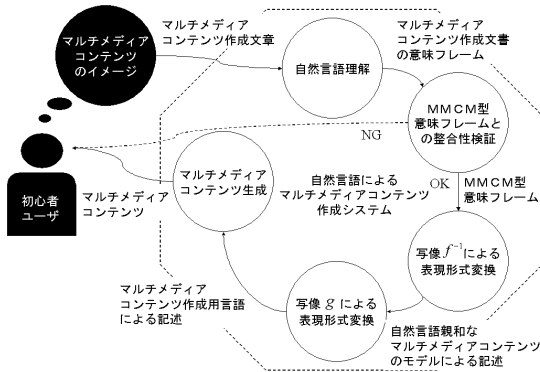 マルチメディア
コンテンツ
のイメージ
マルチメディア
コンテンツ作成文章
自然言語理解
マルチメディア
コンテンツ作成文書
の意味フレーム
ＭＭＣＭ型
意味フレームと
の整合性検証
NG
OK
ＭＭＣＭ型
意味フレーム
写像 f⁻¹ による
表現形式変換
自然言語親和な
マルチメディアコンテンツ
のモデルによる記述
写像 g による
表現形式変換
マルチメディア
コンテンツ作成用言語
による記述
マルチメディア
コンテンツ生成
マルチメディア
コンテンツ
初心者
ユーザ
自然言語による
マルチメディアコンテンツ
作成システム